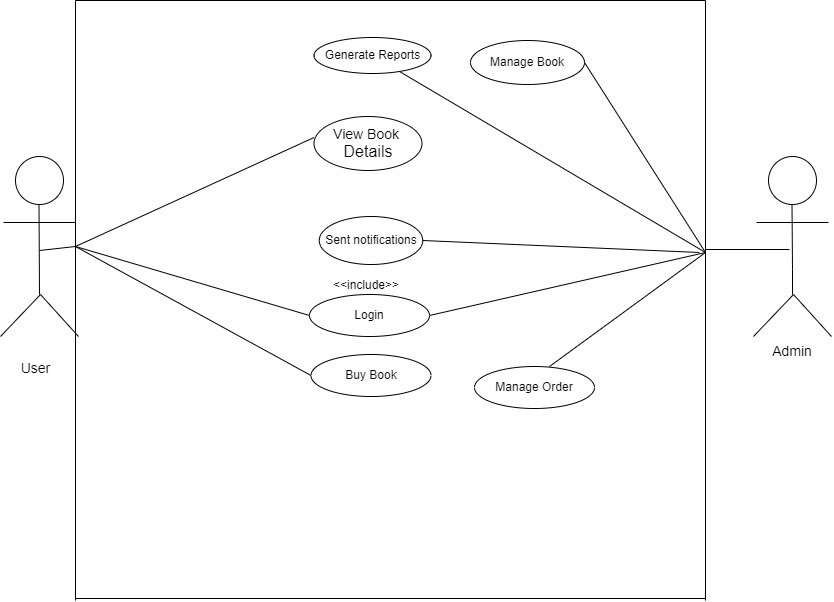 Generate Reports
Manage Book
View Book
Details
Sent notifications
<<include>>
Login
Admin
User
Buy Book
Manage Order